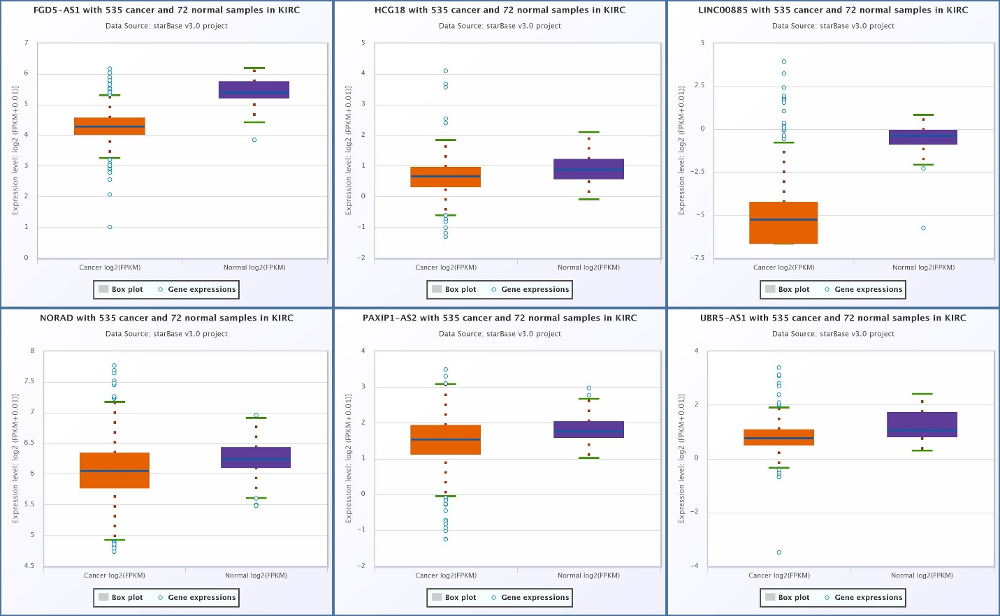 FGD5-AS1 with 535 cancer and 72 normal samples in KIRC
Data Source: starBase v3.0 project
Expression level: log2 (FPKM+0.01)]
7
6
5
4
3
2
1
0
Cancer log2(FPKM)
Normal log2(FPKM)
Box plot
Gene expressions
HCG18 with 535 cancer and 72 normal samples in KIRC
Data Source: starBase v3.0 project
Expression level: log2 (FPKM+0.01)]
5
4
3
2
1
0
-1
-2
Cancer log2(FPKM)
Normal log2(FPKM)
Box plot
Gene expressions
LINC00885 with 535 cancer and 72 normal samples in KIRC
Data Source: starBase v3.0 project
Expression level: log2 (FPKM+0.01)]
5
2.5
0
-2.5
-5
-7.5
Cancer log2(FPKM)
Normal log2(FPKM)
Box plot
Gene expressions
NORAD with 535 cancer and 72 normal samples in KIRC
Data Source: starBase v3.0 project
Expression level: log2 (FPKM+0.01)]
8
7.5
7
6.5
6
5.5
5
4.5
Cancer log2(FPKM)
Normal log2(FPKM)
Box plot
Gene expressions
PAXIP1-AS2 with 535 cancer and 72 normal samples in KIRC
Data Source: starBase v3.0 project
Expression level: log2 (FPKM+0.01)]
4
3
2
1
0
-1
-2
Cancer log2(FPKM)
Normal log2(FPKM)
Box plot
Gene expressions
UBR5-AS1 with 535 cancer and 72 normal samples in KIRC
Data Source: starBase v3.0 project
Expression level: log2 (FPKM+0.01)]
4
2
0
-2
-4
Cancer log2(FPKM)
Normal log2(FPKM)
Box plot
Gene expressions